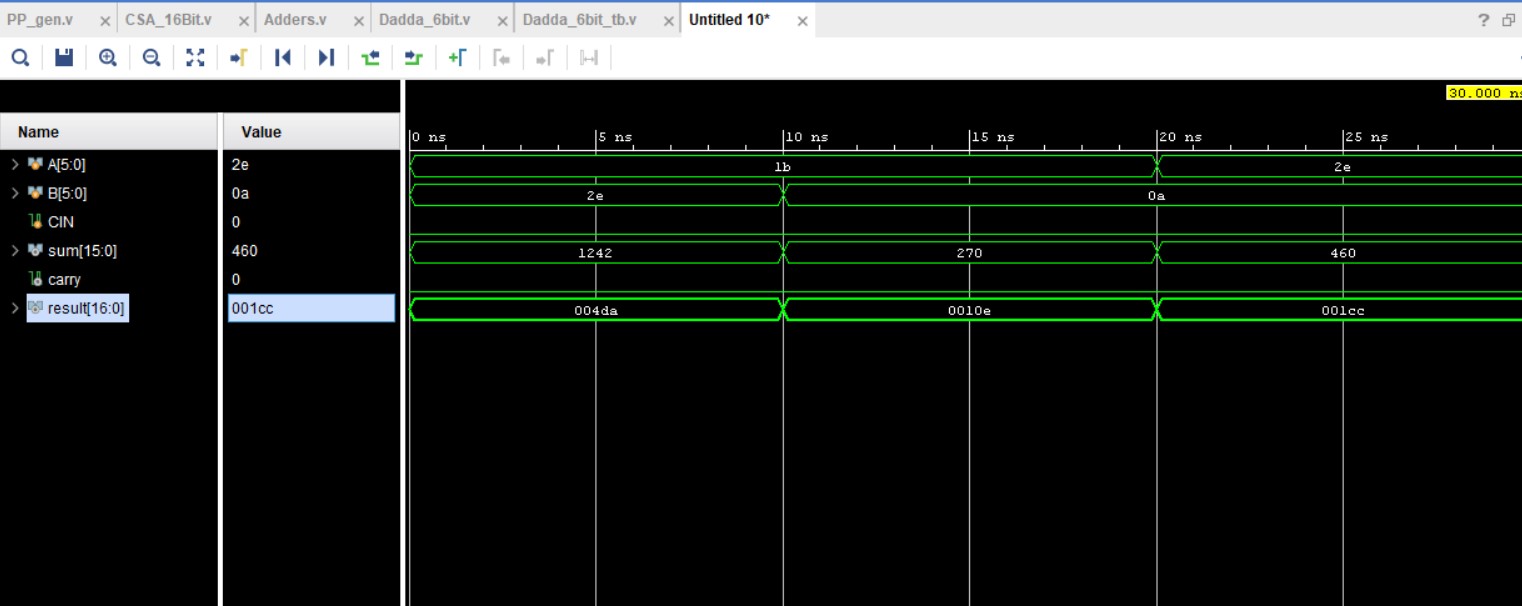 PP_gen.v × CSA_16Bit.v × Adders.v × Dadda_6bit.v × Dadda_6bit_tb.v × Untitled 10* × ?
30.000 ns
Name Value 0 ns 5 ns 10 ns 15 ns 20 ns 25 ns
A[5:0] 2e 1b 2e
B[5:0] 0a 2e 0a
CIN 0
sum[15:0] 460 1242 270 460
carry 0
result[16:0] 001cc 004da 0010e 001cc